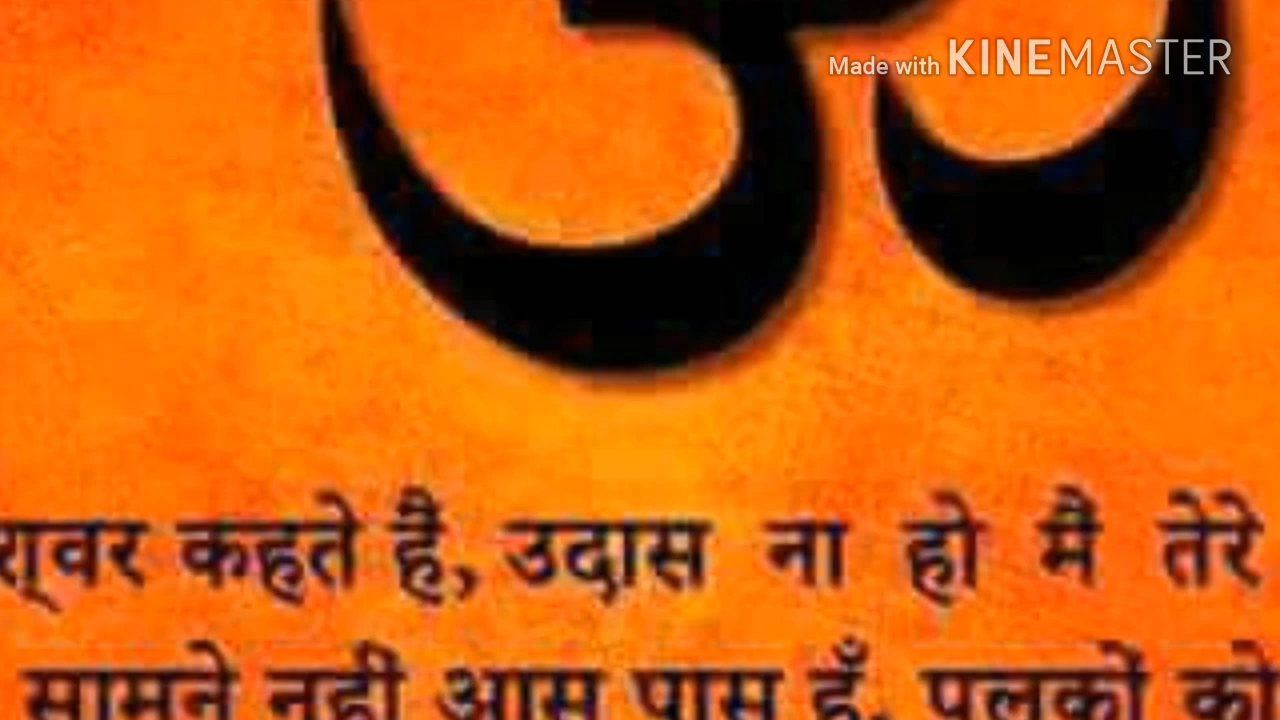 Made with KINEMASTER
कहते है, उदास ना हो मै तेरे
सामने नही आस पास हूँ, पलकों को